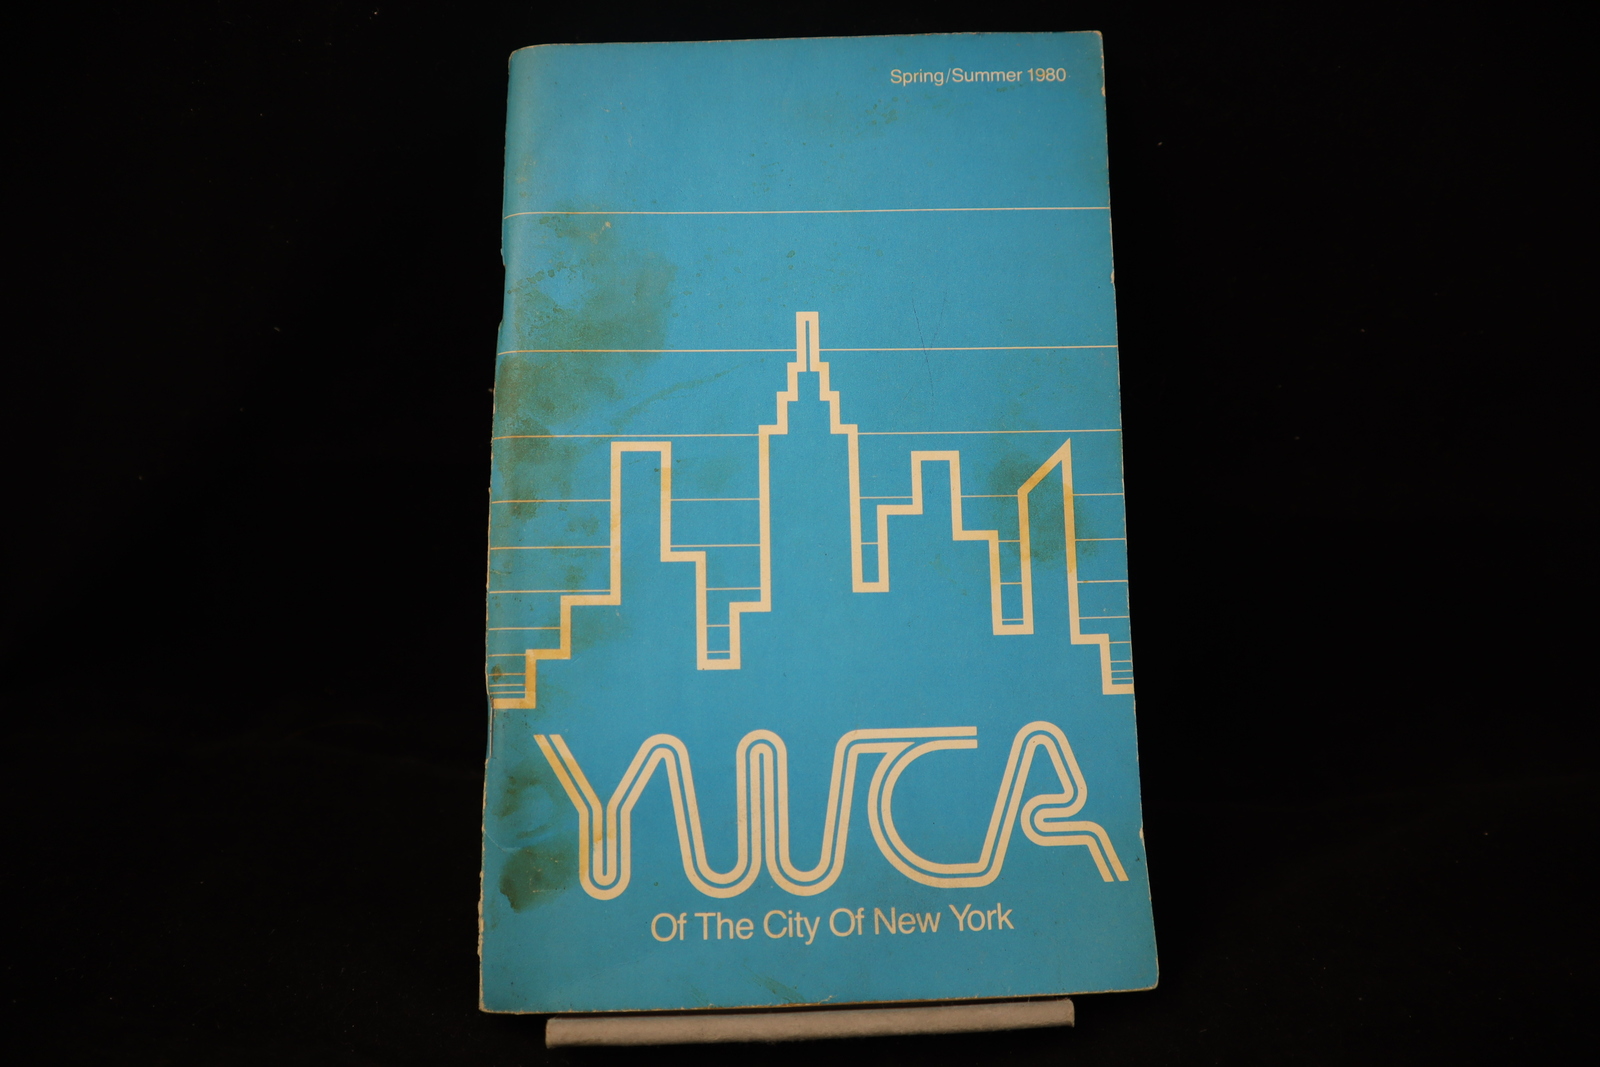 Spring/Summer 1980
YWCA
Of The City Of New York